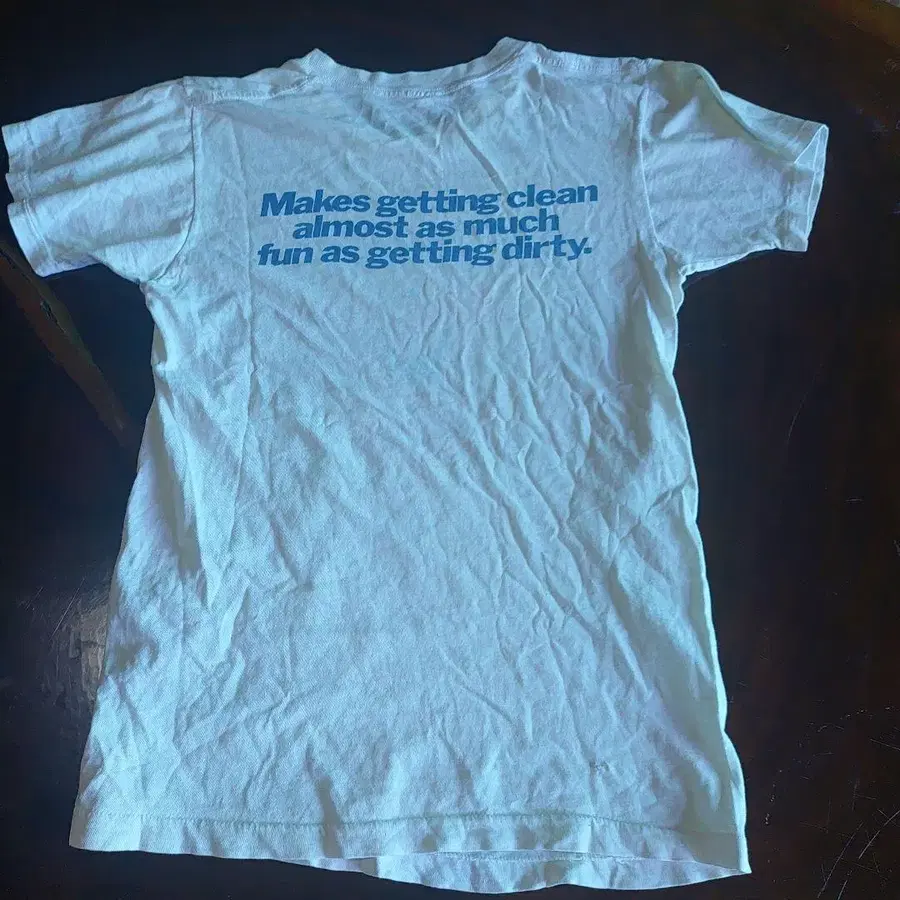 Makes getting clean
almost as much
fun as getting dirty.